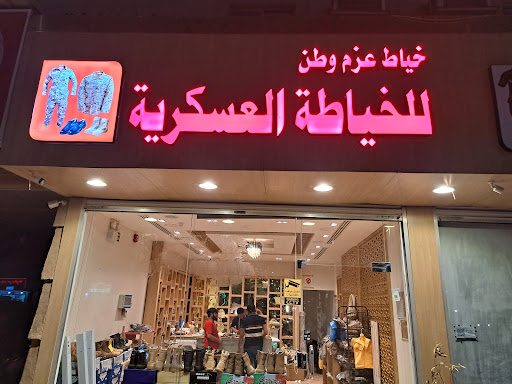 خياط عزم وطن
للخياطة العسكرية